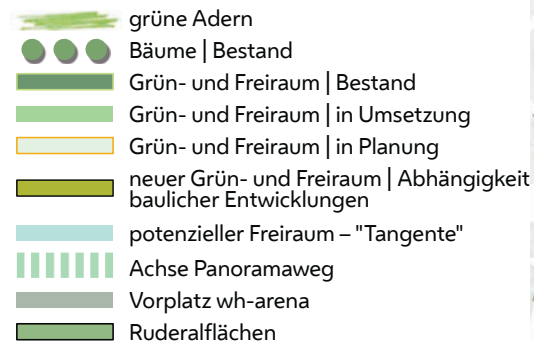 grüne Adern
Bäume | Bestand
Grün- und Freiraum | Bestand
Grün- und Freiraum | in Umsetzung
Grün- und Freiraum | in Planung
neuer Grün- und Freiraum | Abhängigkeit
baulicher Entwicklungen
potenzieller Freiraum – "Tangente"
Achse Panoramaweg
Vorplatz wh-arena
Ruderalflächen